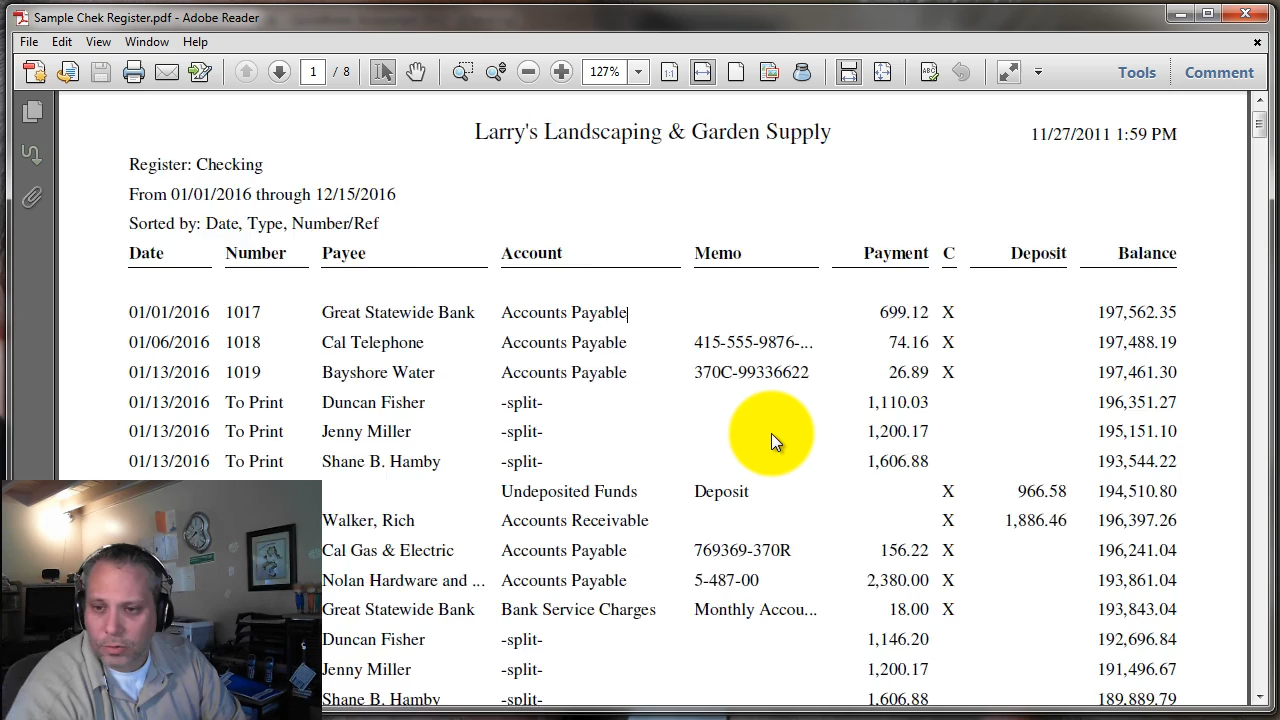 Sample Chek Register.pdf - Adobe Reader
File Edit View Window Help
1 / 8 127% Tools Comment
Larry's Landscaping & Garden Supply 11/27/2011 1:59 PM
Register: Checking
From 01/01/2016 through 12/15/2016
Sorted by: Date, Type, Number/Ref
Date Number Payee Account Memo Payment C Deposit Balance
01/01/2016 1017 Great Statewide Bank Accounts Payable 699.12 X 197,562.35
01/06/2016 1018 Cal Telephone Accounts Payable 415-555-9876-... 74.16 X 197,488.19
01/13/2016 1019 Bayshore Water Accounts Payable 370C-99336622 26.89 X 197,461.30
01/13/2016 To Print Duncan Fisher -split- 1,110.03 196,351.27
01/13/2016 To Print Jenny Miller -split- 1,200.17 195,151.10
01/13/2016 To Print Shane B. Hamby -split- 1,606.88 193,544.22
Undeposited Funds Deposit X 966.58 194,510.80
Walker, Rich Accounts Receivable X 1,886.46 196,397.26
Cal Gas & Electric Accounts Payable 769369-370R 156.22 X 196,241.04
Nolan Hardware and ... Accounts Payable 5-487-00 2,380.00 X 193,861.04
Great Statewide Bank Bank Service Charges Monthly Accou... 18.00 X 193,843.04
Duncan Fisher -split- 1,146.20 192,696.84
Jenny Miller -split- 1,200.17 191,496.67
Shane B. Hamby -split- 1,606.88 189,889.79